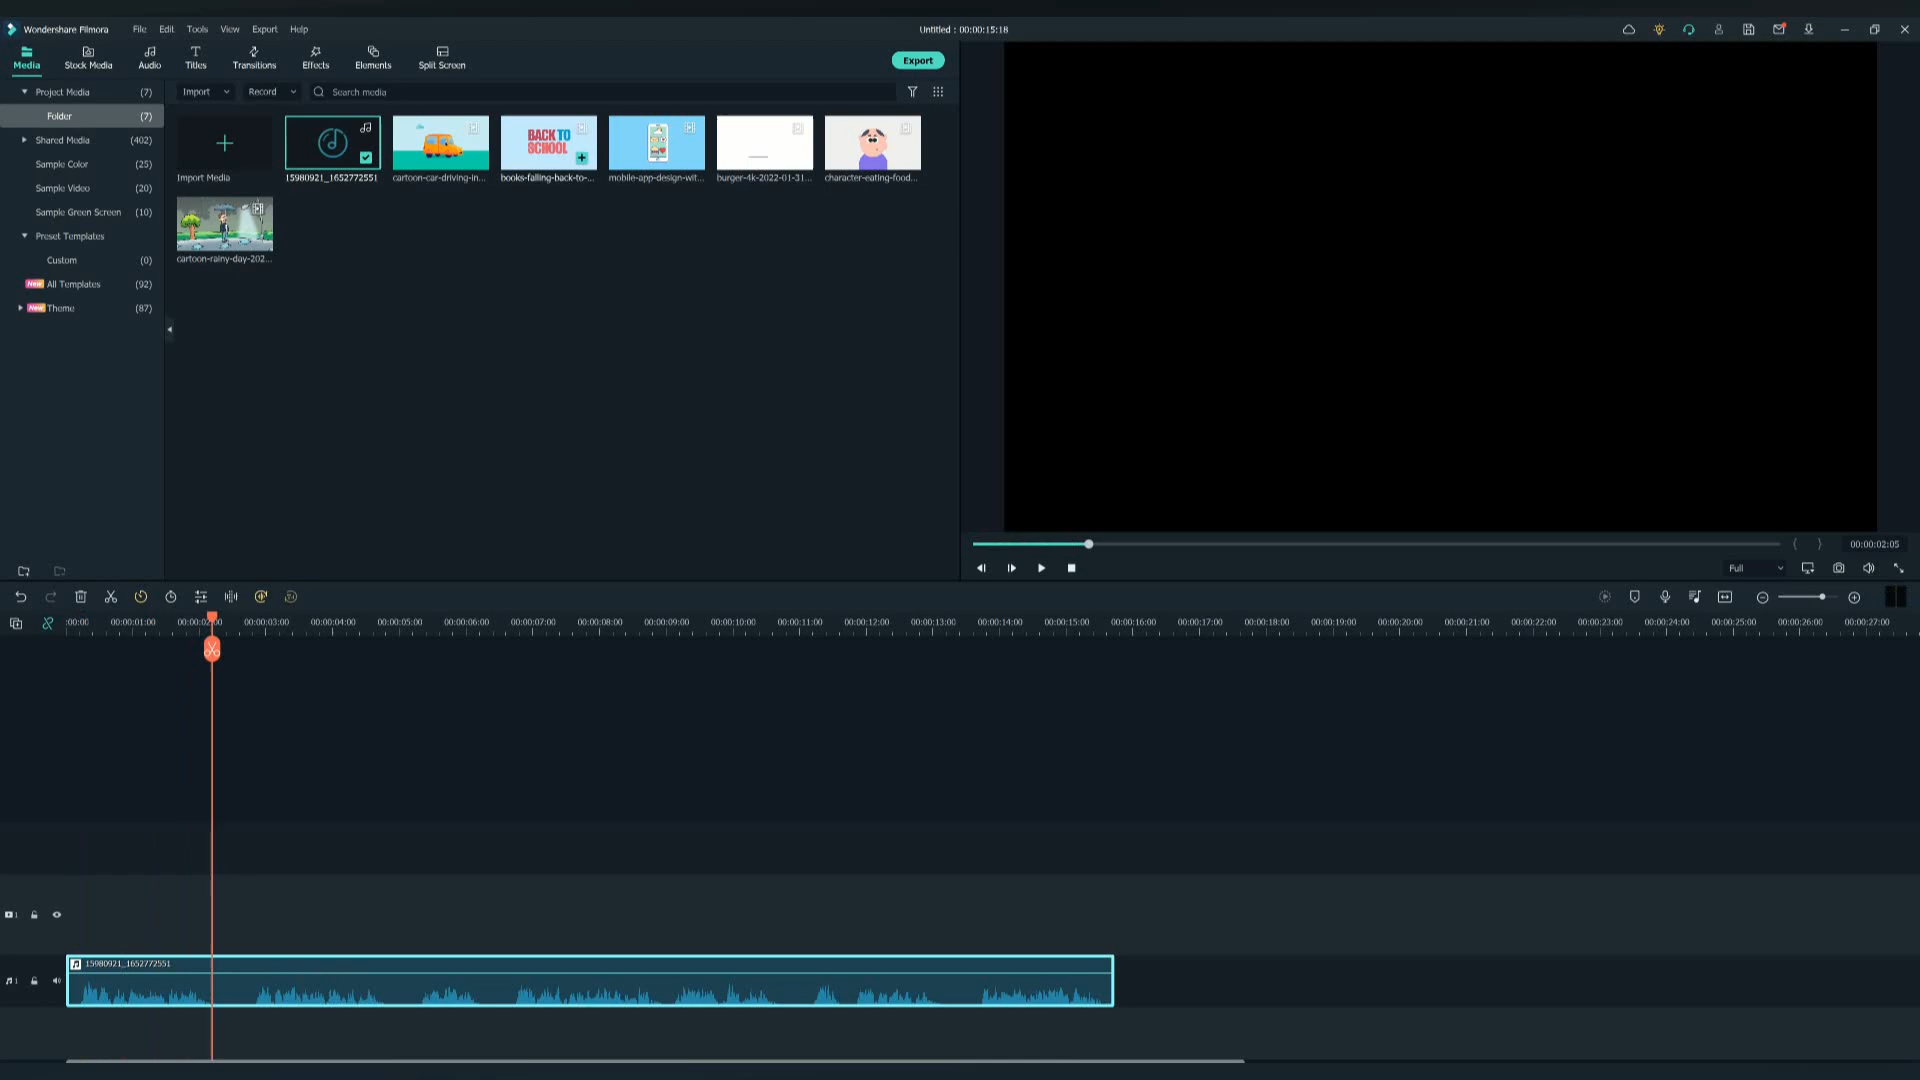 Wondershare Filmora File Edit Tools View Export Help Untitled : 00:00:15:18
Media Stock Media Audio Titles Transitions Effects Elements Split Screen Export
Project Media (7) Import Record Search media
Folder (7)
Shared Media (402)
Sample Color (25)
Sample Video (20)
Sample Green Screen (10)
Preset Templates
Custom (0)
New All Templates (92)
New Theme (87)
BACK TO
SCHOOL
Import Media 15980921_1652772551 cartoon-car-driving-in... books-falling-back-to-... mobile-app-design-wit... burger-4k-2022-01-31... character-eating-food...
cartoon-rainy-day-202...
{ } 00:00:02:05
Full
:00:00 00:00:01:00 00:00:02:00 00:00:03:00 00:00:04:00 00:00:05:00 00:00:06:00 00:00:07:00 00:00:08:00 00:00:09:00 00:00:10:00 00:00:11:00 00:00:12:00 00:00:13:00 00:00:14:00 00:00:15:00 00:00:16:00 00:00:17:00 00:00:18:00 00:00:19:00 00:00:20:00 00:00:21:00 00:00:22:00 00:00:23:00 00:00:24:00 00:00:25:00 00:00:26:00 00:00:27:00
1
15980921_1652772551
1